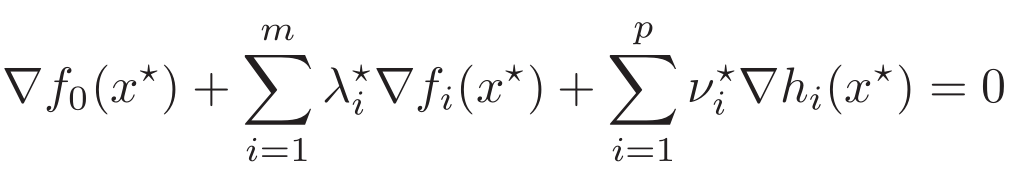 ∇f₀(x⋆) + ∑_{i=1}^{m} λᵢ⋆∇fᵢ(x⋆) + ∑_{i=1}^{p} νᵢ⋆∇hᵢ(x⋆) = 0